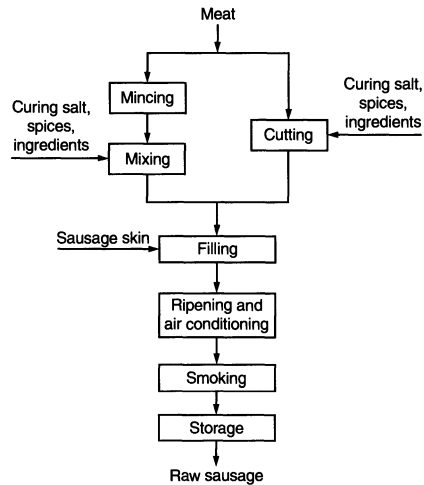 Meat
Mincing
Curing salt,
spices,
ingredients
Mixing
Cutting
Curing salt,
spices,
ingredients
Sausage skin
Filling
Ripening and
air conditioning
Smoking
Storage
Raw sausage